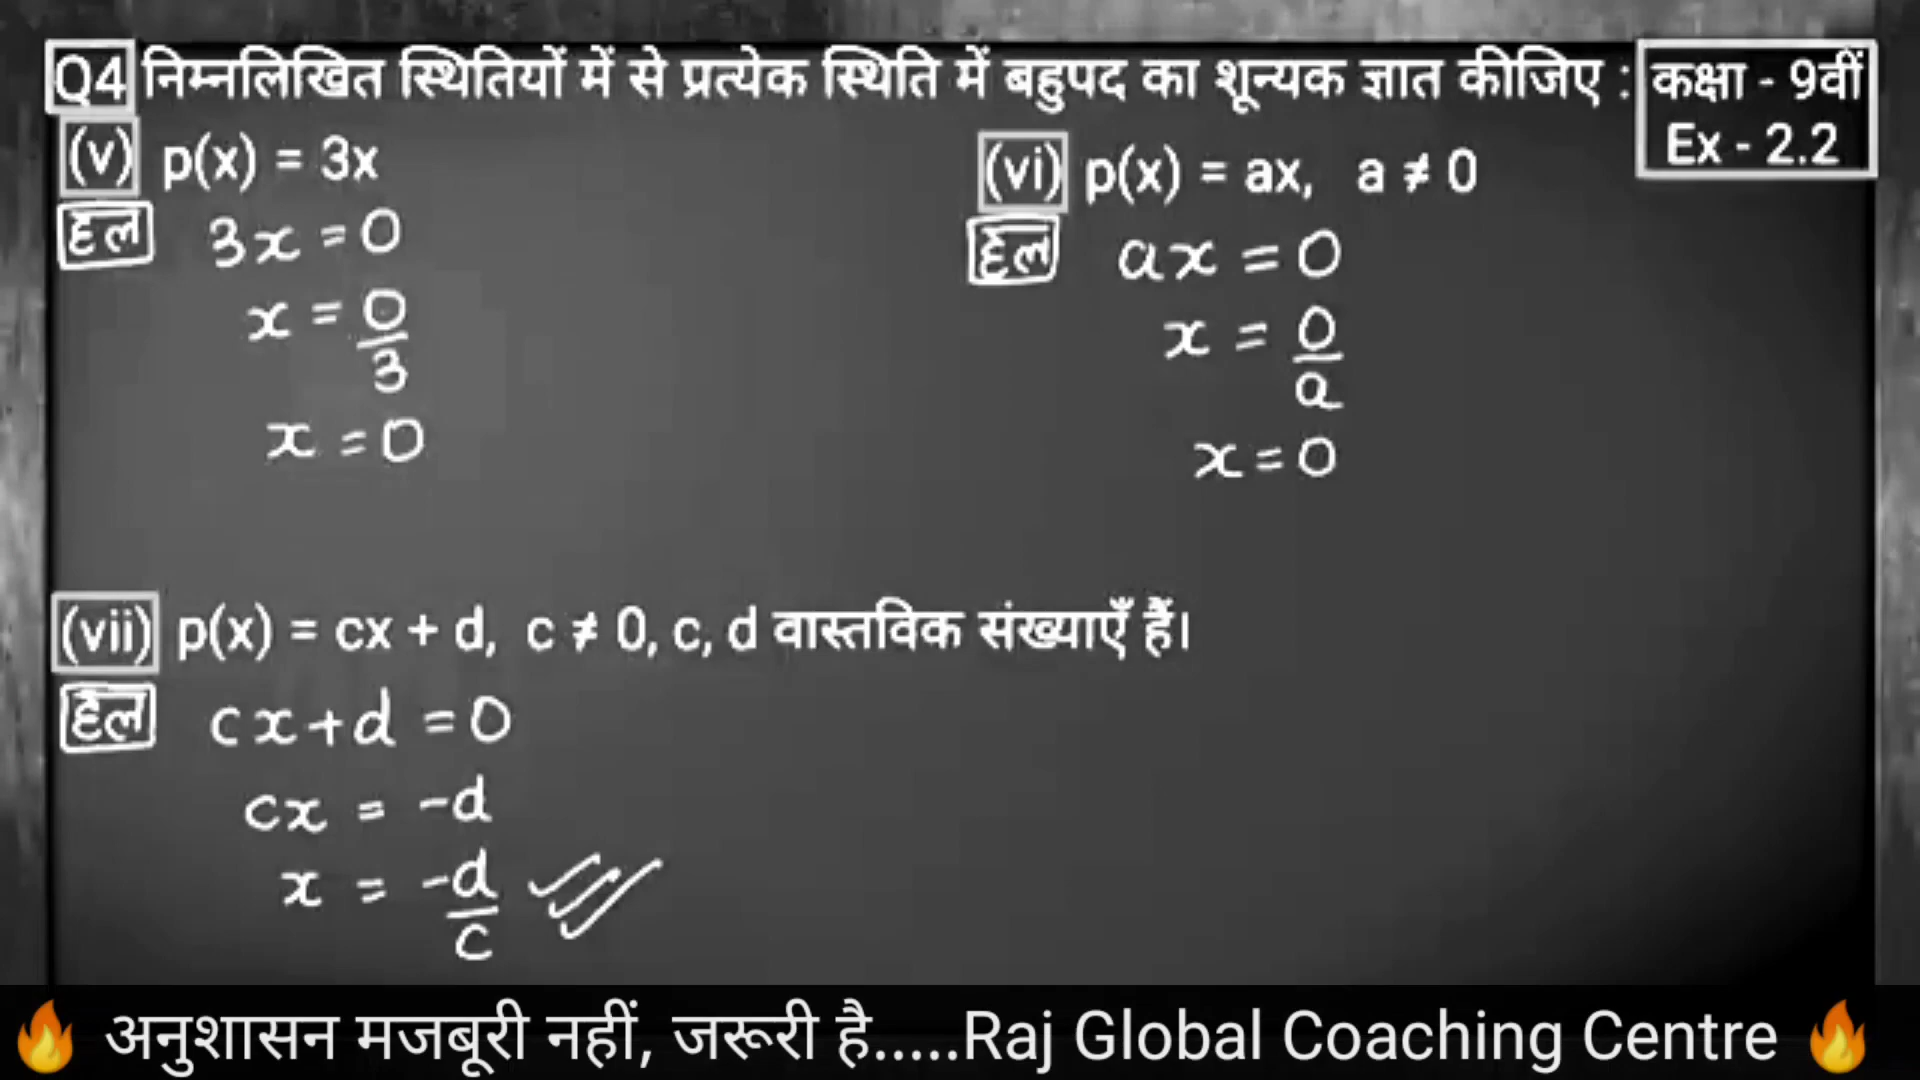 Q4 निम्नलिखित स्थितियों में से प्रत्येक स्थिति में बहुपद का शून्यक ज्ञात कीजिए :
कक्षा - 9वीं
Ex - 2.2
(v) p(x) = 3x
हल 3x = 0
x = 0/3
x = 0
(vi) p(x) = ax, a ≠ 0
हल ax = 0
x = 0/a
x = 0
(vii) p(x) = cx + d, c ≠ 0, c, d वास्तविक संख्याएँ हैं।
हल cx + d = 0
cx = -d
x = -d/c
🔥 अनुशासन मजबूरी नहीं, जरूरी है.....Raj Global Coaching Centre 🔥